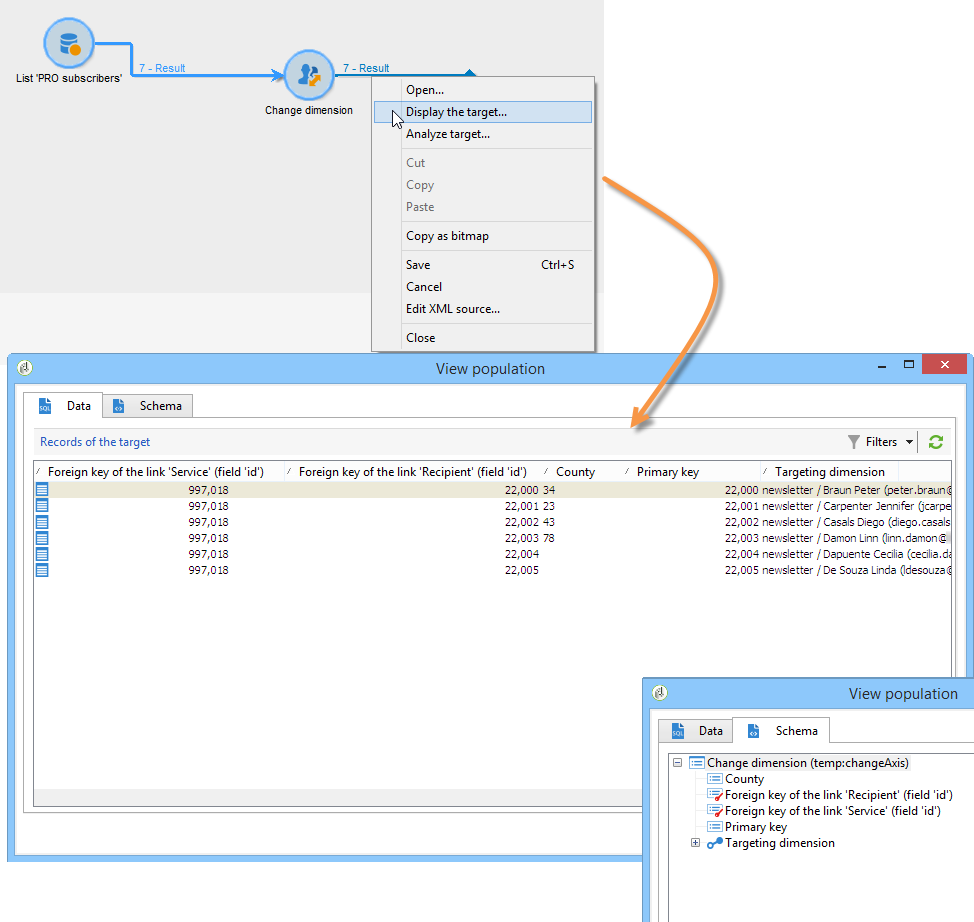 7 - Result
7 - Result
List 'PRO subscribers'
Change dimension
Open...
Display the target...
Analyze target...
Cut
Copy
Paste
Copy as bitmap
Save Ctrl+S
Cancel
Edit XML source...
Close
View population
SQL Data Schema
Records of the target Filters
Foreign key of the link 'Service' (field 'id') Foreign key of the link 'Recipient' (field 'id') County Primary key Targeting dimension
997,018 22,000 34 22,000 newsletter / Braun Peter (peter.braun@
997,018 22,001 23 22,001 newsletter / Carpenter Jennifer (jcarpe
997,018 22,002 43 22,002 newsletter / Casals Diego (diego.casals
997,018 22,003 78 22,003 newsletter / Damon Linn (linn.damon@
997,018 22,004 22,004 newsletter / Dapuente Cecilia (cecilia.da
997,018 22,005 22,005 newsletter / De Souza Linda (ldesouza@
View population
SQL Data Schema
Change dimension (temp:changeAxis)
County
Foreign key of the link 'Recipient' (field 'id')
Foreign key of the link 'Service' (field 'id')
Primary key
Targeting dimension